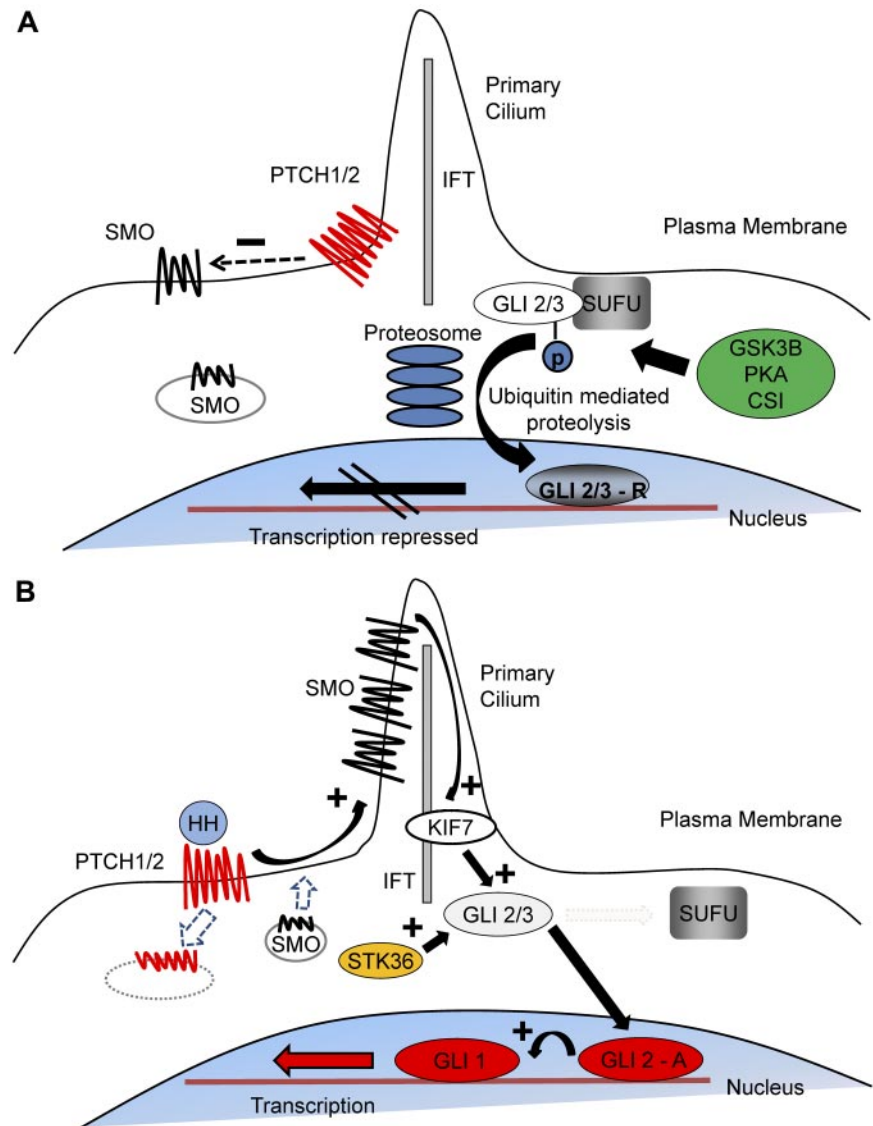 A
Primary
Cilium
PTCH1/2
IFT
SMO
Plasma Membrane
GLI 2/3
SUFU
Proteosome
p
GSK3B
PKA
CSI
SMO
Ubiquitin mediated
proteolysis
GLI 2/3 - R
Nucleus
Transcription repressed
B
SMO
Primary
Cilium
+
+
HH
KIF7
Plasma Membrane
PTCH1/2
+
IFT
GLI 2/3
SUFU
SMO
+
STK36
+
GLI 1
GLI 2 - A
Nucleus
Transcription